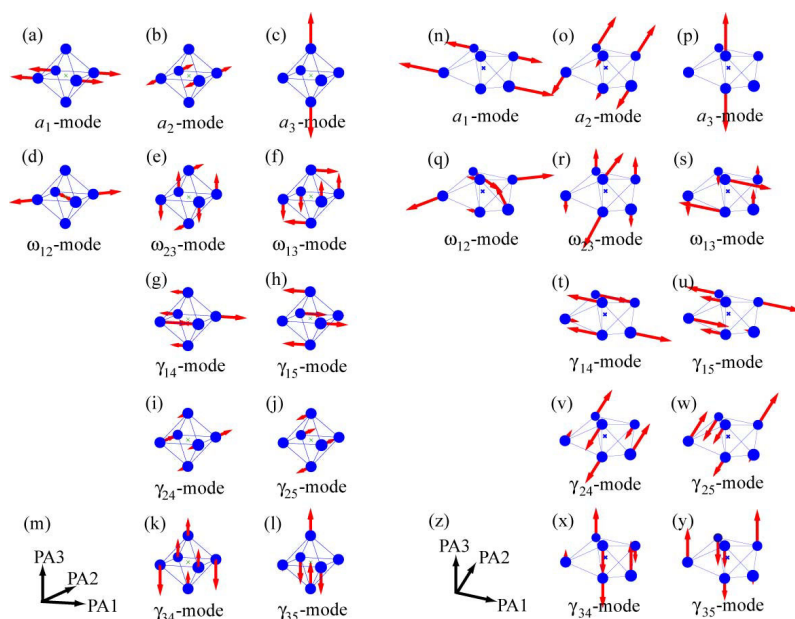 (a) (b) (c) (n) (o) (p)
a₁-mode a₂-mode a₃-mode a₁-mode a₂-mode a₃-mode
(d) (e) (f) (q) (r) (s)
ω₁₂-mode ω₂₃-mode ω₁₃-mode ω₁₂-mode ω₂₃-mode ω₁₃-mode
(g) (h) (t) (u)
γ₁₄-mode γ₁₅-mode γ₁₄-mode γ₁₅-mode
(i) (j) (v) (w)
γ₂₄-mode γ₂₅-mode γ₂₄-mode γ₂₅-mode
(m) (k) (l) (z) (x) (y)
PA3 PA2 PA1 PA3 PA2 PA1
γ₃₄-mode γ₃₅-mode γ₃₄-mode γ₃₅-mode